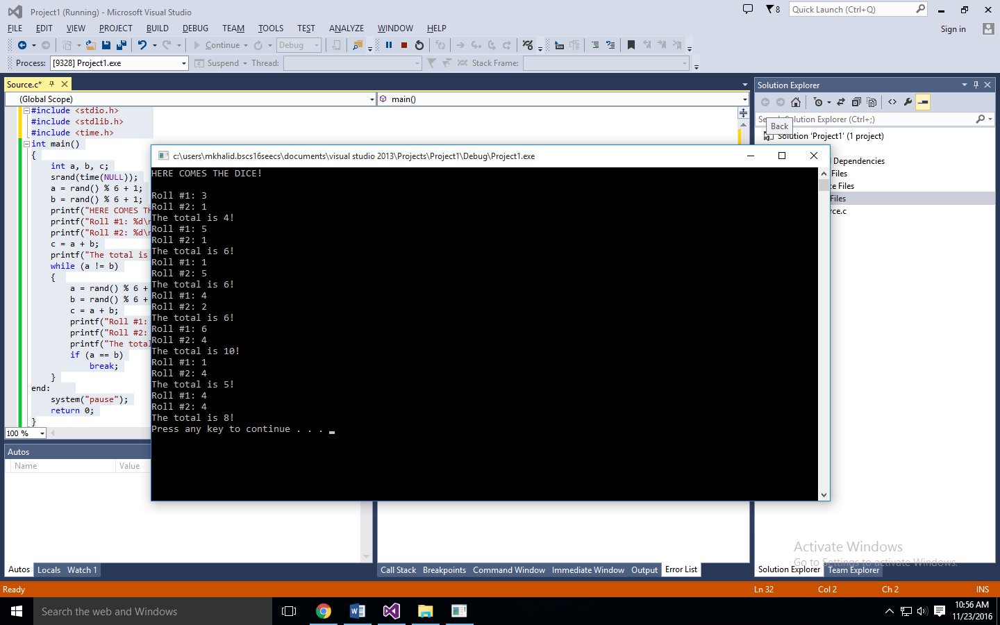 Project1 (Running) - Microsoft Visual Studio
8
Quick Launch (Ctrl+Q)
FILE EDIT VIEW PROJECT BUILD DEBUG TEAM TOOLS TEST ANALYZE WINDOW HELP
Sign in
Continue
Debug
Process: [9328] Project1.exe
Suspend
Thread:
Stack Frame:
Source.c*
(Global Scope)
main()
#include <stdio.h>
#include <stdlib.h>
#include <time.h>
int main()
{
int a, b, c;
srand(time(NULL));
a = rand() % 6 + 1;
b = rand() % 6 + 1;
printf("HERE COMES TH
printf("Roll #1: %d\n
printf("Roll #2: %d\n
c = a + b;
printf("The total is
while (a != b)
{
a = rand() % 6 +
b = rand() % 6 +
c = a + b;
printf("Roll #1:
printf("Roll #2:
printf("The total
if (a == b)
break;
}
end:
system("pause");
return 0;
}
100 %
c:\users\mkhalid.bscs16seecs\documents\visual studio 2013\Projects\Project1\Debug\Project1.exe
HERE COMES THE DICE!
Roll #1: 3
Roll #2: 1
The total is 4!
Roll #1: 5
Roll #2: 1
The total is 6!
Roll #1: 1
Roll #2: 5
The total is 6!
Roll #1: 4
Roll #2: 2
The total is 6!
Roll #1: 6
Roll #2: 4
The total is 10!
Roll #1: 1
Roll #2: 4
The total is 5!
Roll #1: 4
Roll #2: 4
The total is 8!
Press any key to continue . . .
Solution Explorer
Solution Explorer (Ctrl+;)
Back
Solution 'Project1' (1 project)
Dependencies
Files
e Files
Files
rce.c
Autos
Name Value
Autos Locals Watch 1
Call Stack Breakpoints Command Window Immediate Window Output Error List
Activate Windows
Go to Settings to activate Windows.
Solution Explorer Team Explorer
Ready
Ln 32 Col 2 Ch 2 INS
Search the web and Windows
10:56 AM
11/23/2016